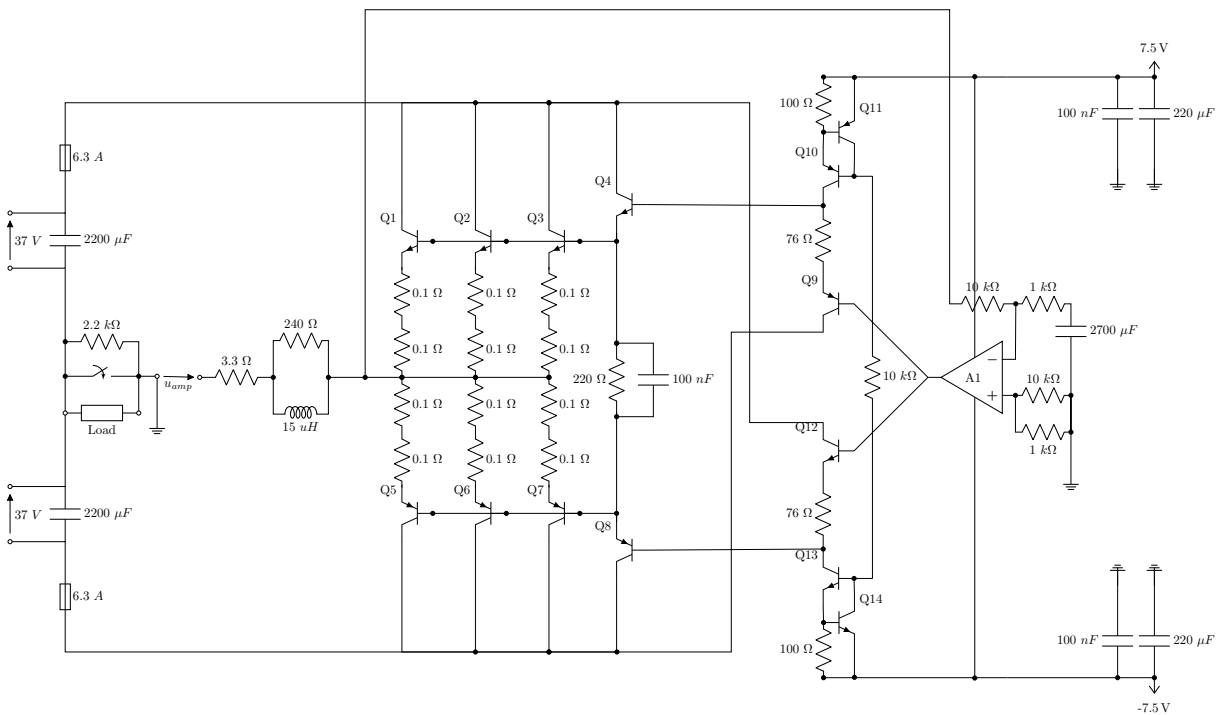 7.5 V
100 Ω
Q11
100 nF
220 μF
Q10
6.3 A
Q4
Q1
Q2
Q3
37 V
2200 μF
76 Ω
Q9
0.1 Ω
0.1 Ω
0.1 Ω
10 kΩ
1 kΩ
2.2 kΩ
240 Ω
0.1 Ω
0.1 Ω
0.1 Ω
2700 μF
3.3 Ω
u_amp
220 Ω
100 nF
10 kΩ
A1
−
+
10 kΩ
Load
15 uH
0.1 Ω
0.1 Ω
0.1 Ω
Q12
1 kΩ
0.1 Ω
0.1 Ω
0.1 Ω
Q5
Q6
Q7
37 V
2200 μF
76 Ω
Q8
Q13
6.3 A
Q14
100 Ω
100 nF
220 μF
-7.5 V